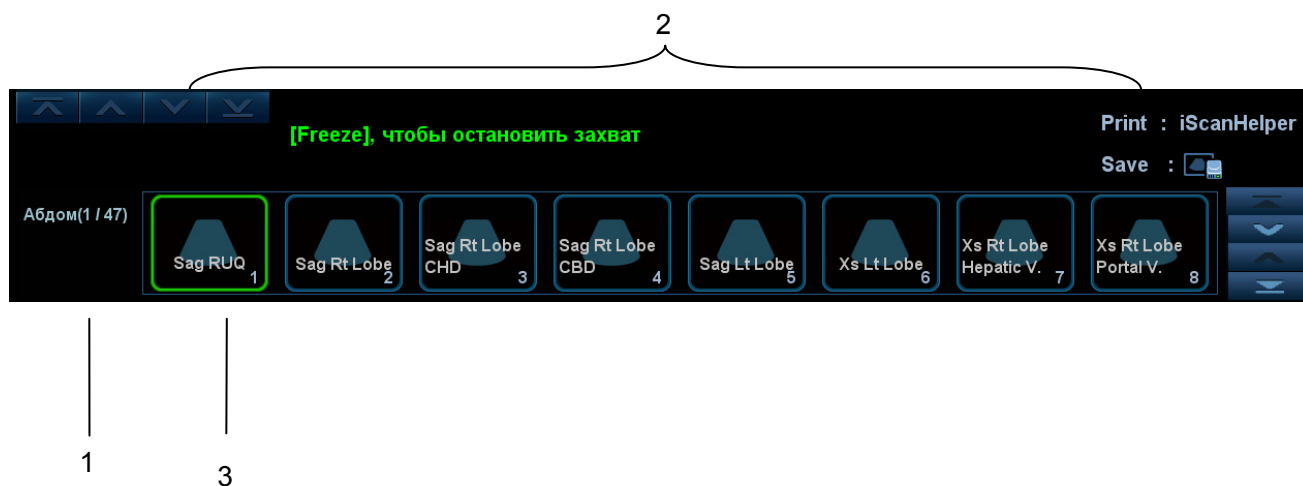 2
[Freeze], чтобы остановить захват
Print : iScanHelper
Save :
Абдом(1 / 47)
Sag RUQ
1
Sag Rt Lobe
2
Sag Rt Lobe
CHD
3
Sag Rt Lobe
CBD
4
Sag Lt Lobe
5
Xs Lt Lobe
6
Xs Rt Lobe
Hepatic V.
7
Xs Rt Lobe
Portal V.
8
1
3